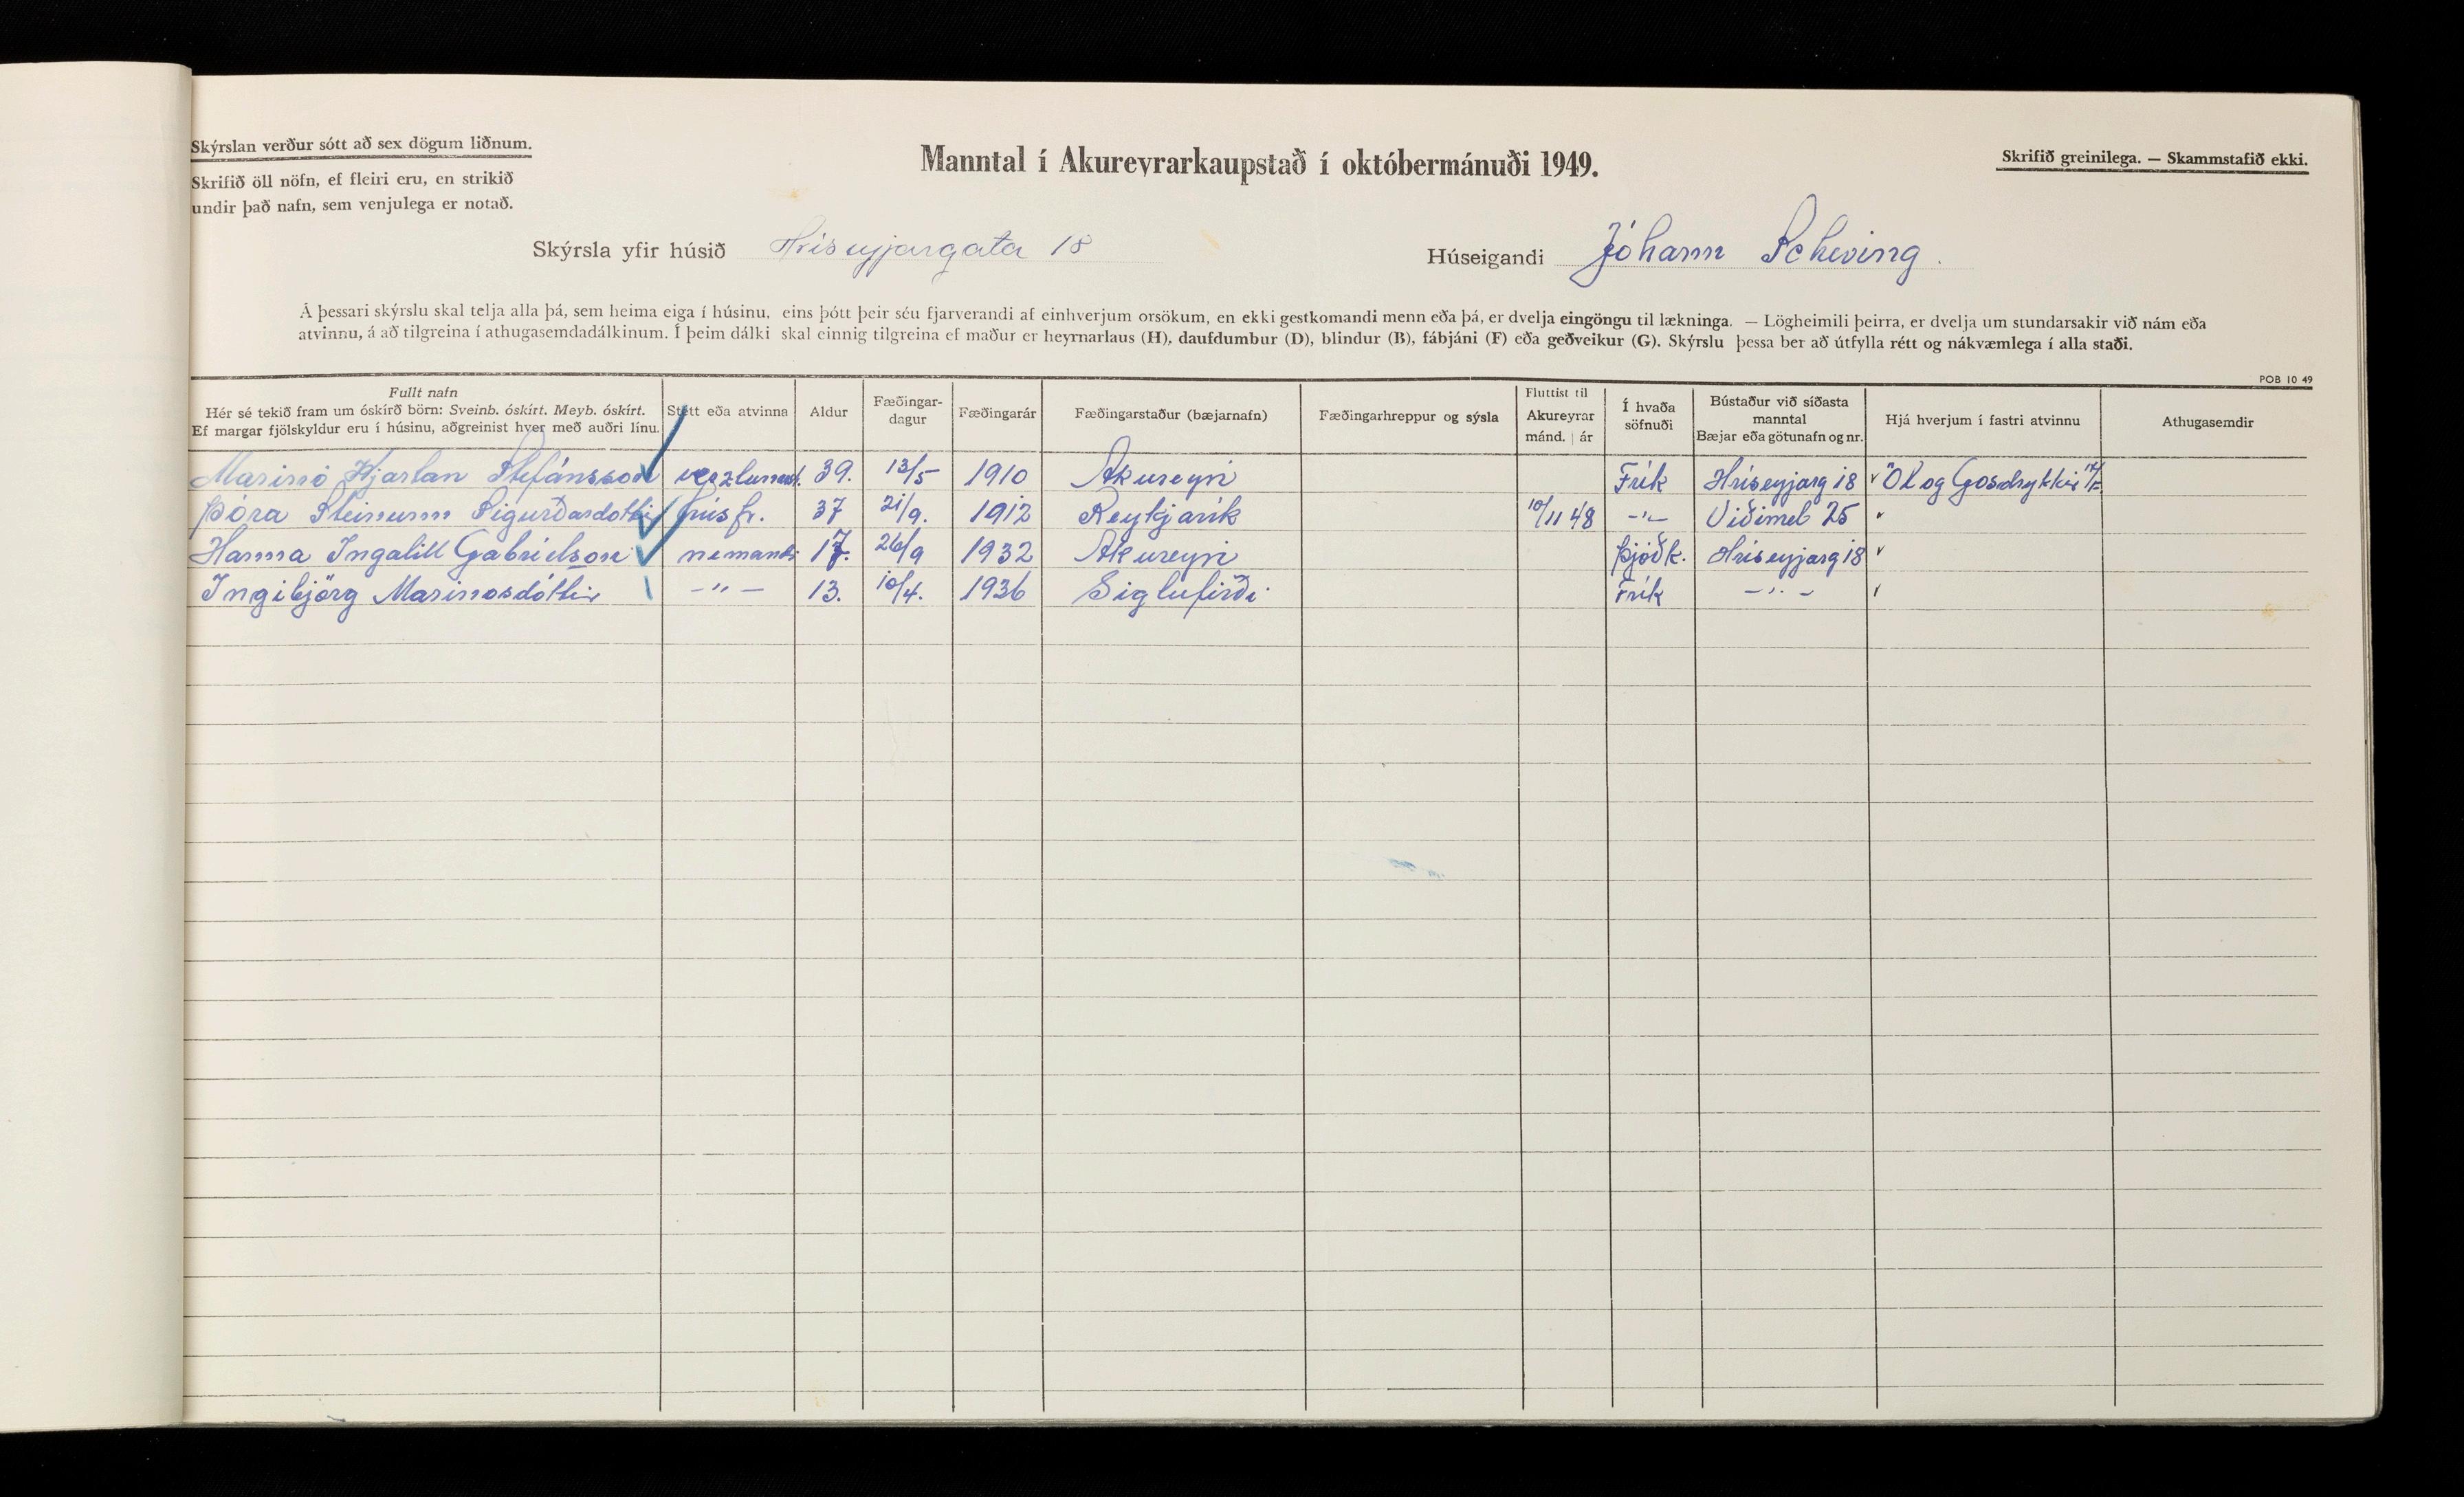 Skýrslan verður sótt að sex dögum liðnum.
Skrifið öll nöfn, ef fleiri eru, en strikið
undir það nafn, sem venjulega er notað.
Manntal í Akureyrarkaupstað í októbermánuði 1949.
Skrifið greinilega. — Skammstafið ekki.
Skýrsla yfir húsið Hríseyjargata 18
Húseigandi Jóhann Scheving.
Á þessari skýrslu skal telja alla þá, sem heima eiga í húsinu, eins þótt þeir séu fjarverandi af einhverjum orsökum, en ekki gestkomandi menn eða þá, er dvelja eingöngu til lækninga. — Lögheimili þeirra, er dvelja um stundarsakir við nám eða
atvinnu, á að tilgreina í athugasemdadálkinum. Í þeim dálki skal einnig tilgreina ef maður er heyrnarlaus (H), daufdumbur (D), blindur (B), fábjáni (F) eða geðveikur (G). Skýrslu þessa ber að útfylla rétt og nákvæmlega í alla staði.
POB 10 49
Fullt nafn
Hér sé tekið fram um óskírð börn: Sveinb. óskírt. Meyb. óskírt.
Ef margar fjölskyldur eru í húsinu, aðgreinist hver með auðri línu.
Stétt eða atvinna
Aldur
Fæðingar-
dagur
Fæðingarár
Fæðingarstaður (bæjarnafn)
Fæðingarhreppur og sýsla
Fluttist til
Akureyrar
mánd. | ár
Í hvaða
söfnuði
Bústaður við síðasta
manntal
Bæjar eða götunafn og nr.
Hjá hverjum í fastri atvinnu
Athugasemdir
Marinó Kjartan Stefánsson verzlunarm. 39. 13/5 1910 Akureyri Frík Hríseyjarg 18 Öl og Gosdrykkir h/f
Þóra Steinunn Sigurðardóttir húsfr. 37 21/9. 1912 Reykjavík 10/11 48 -"- Viðimel 25
Hanna Ingalill Gabrielson nemandi 17. 26/9 1932 Akureyri Þjóðk. Hríseyjarg 18
Ingibjörg Marinosdóttir -"- 13. 10/4. 1936 Siglufirði Frík -"-